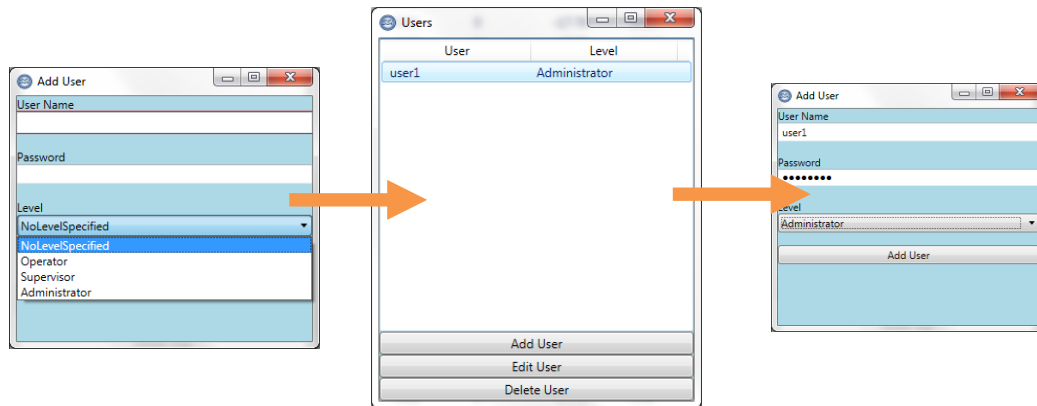 Add User
User Name
Password
Level
NoLevelSpecified
NoLevelSpecified
Operator
Supervisor
Administrator
Users
User Level
user1 Administrator
Add User
Edit User
Delete User
Add User
User Name
user1
Password
••••••••
Level
Administrator
Add User